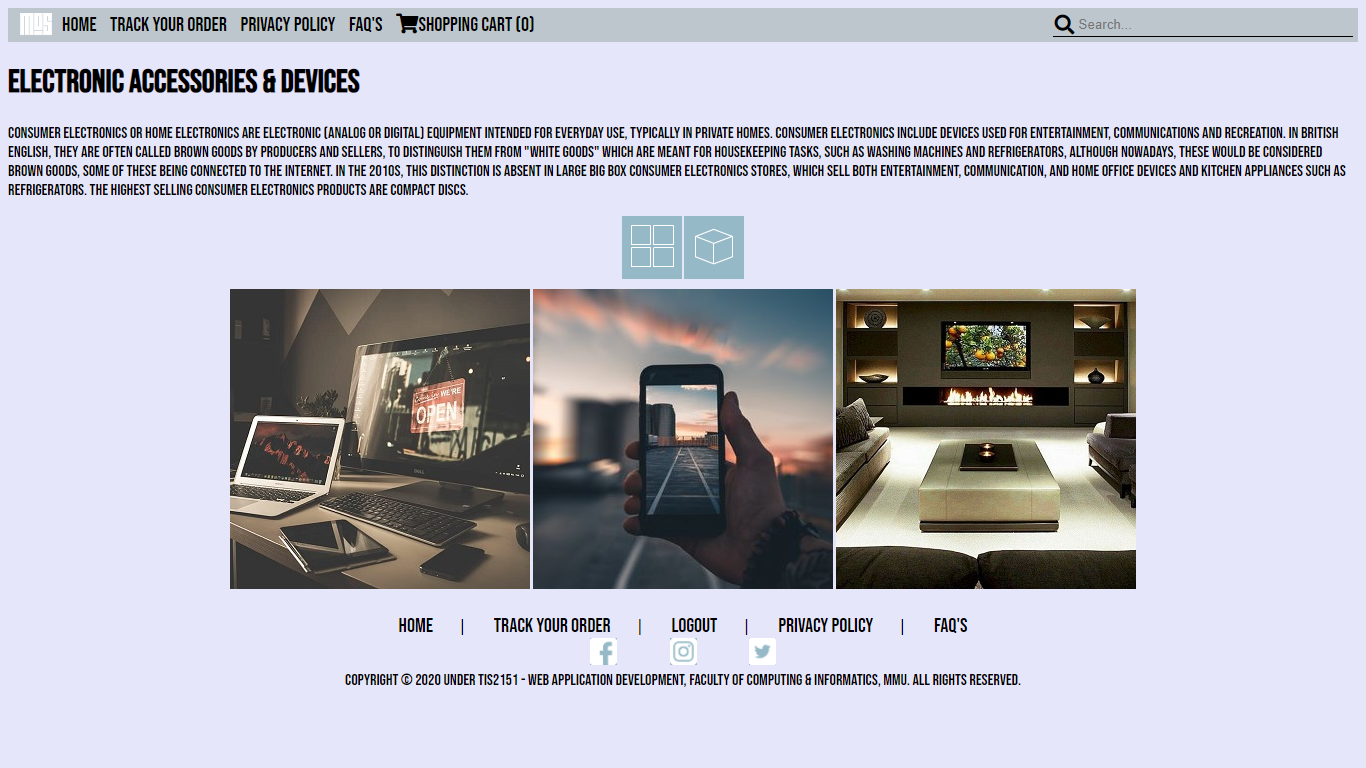 MOS HOME TRACK YOUR ORDER PRIVACY POLICY FAQ'S SHOPPING CART (0) Search...
ELECTRONIC ACCESSORIES & DEVICES
CONSUMER ELECTRONICS OR HOME ELECTRONICS ARE ELECTRONIC (ANALOG OR DIGITAL) EQUIPMENT INTENDED FOR EVERYDAY USE, TYPICALLY IN PRIVATE HOMES. CONSUMER ELECTRONICS INCLUDE DEVICES USED FOR ENTERTAINMENT, COMMUNICATIONS AND RECREATION. IN BRITISH
ENGLISH, THEY ARE OFTEN CALLED BROWN GOODS BY PRODUCERS AND SELLERS, TO DISTINGUISH THEM FROM "WHITE GOODS" WHICH ARE MEANT FOR HOUSEKEEPING TASKS, SUCH AS WASHING MACHINES AND REFRIGERATORS, ALTHOUGH NOWADAYS, THESE WOULD BE CONSIDERED
BROWN GOODS, SOME OF THESE BEING CONNECTED TO THE INTERNET. IN THE 2010S, THIS DISTINCTION IS ABSENT IN LARGE BIG BOX CONSUMER ELECTRONICS STORES, WHICH SELL BOTH ENTERTAINMENT, COMMUNICATION, AND HOME OFFICE DEVICES AND KITCHEN APPLIANCES SUCH AS
REFRIGERATORS. THE HIGHEST SELLING CONSUMER ELECTRONICS PRODUCTS ARE COMPACT DISCS.
WE'RE
OPEN
DELL
HOME | TRACK YOUR ORDER | LOGOUT | PRIVACY POLICY | FAQ'S
COPYRIGHT © 2020 UNDER TIS2151 - WEB APPLICATION DEVELOPMENT, FACULTY OF COMPUTING & INFORMATICS, MMU. ALL RIGHTS RESERVED.